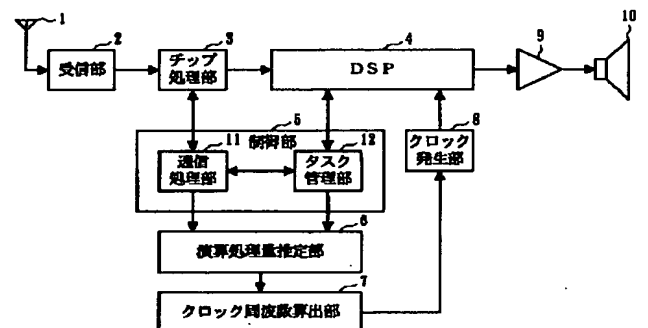 1
2
3
4
9
10
受信部
チップ
処理部
DSP
5
8
11
制御部
12
クロック
発生部
通信
処理部
タスク
管理部
6
演算処理量推定部
7
クロック周波数算出部